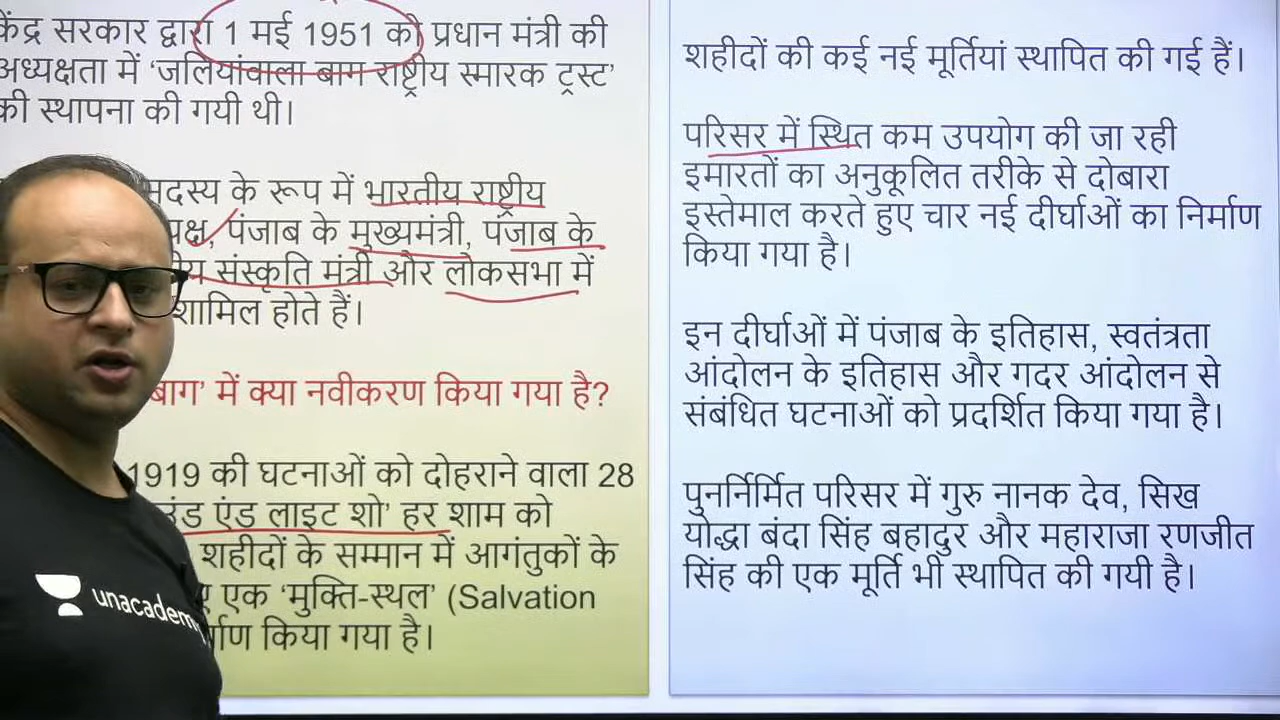 केंद्र सरकार द्वारा 1 मई 1951 को प्रधान मंत्री की
अध्यक्षता में ‘जलियांवाला बाग राष्ट्रीय स्मारक ट्रस्ट’
की स्थापना की गयी थी।
सदस्य के रूप में भारतीय राष्ट्रीय
पंजाब के मुख्यमंत्री, पंजाब के
संस्कृति मंत्री और लोकसभा में
शामिल होते हैं।
बाग’ में क्या नवीकरण किया गया है?
1919 की घटनाओं को दोहराने वाला 28
एंड लाइट शो’ हर शाम को
शहीदों के सम्मान में आगंतुकों के
एक ‘मुक्ति-स्थल’ (Salvation
किया गया है।
शहीदों की कई नई मूर्तियां स्थापित की गई हैं।
परिसर में स्थित कम उपयोग की जा रही
इमारतों का अनुकूलित तरीके से दोबारा
इस्तेमाल करते हुए चार नई दीर्घाओं का निर्माण
किया गया है।
इन दीर्घाओं में पंजाब के इतिहास, स्वतंत्रता
आंदोलन के इतिहास और गदर आंदोलन से
संबंधित घटनाओं को प्रदर्शित किया गया है।
पुनर्निर्मित परिसर में गुरु नानक देव, सिख
योद्धा बंदा सिंह बहादुर और महाराजा रणजीत
सिंह की एक मूर्ति भी स्थापित की गयी है।
unacademy